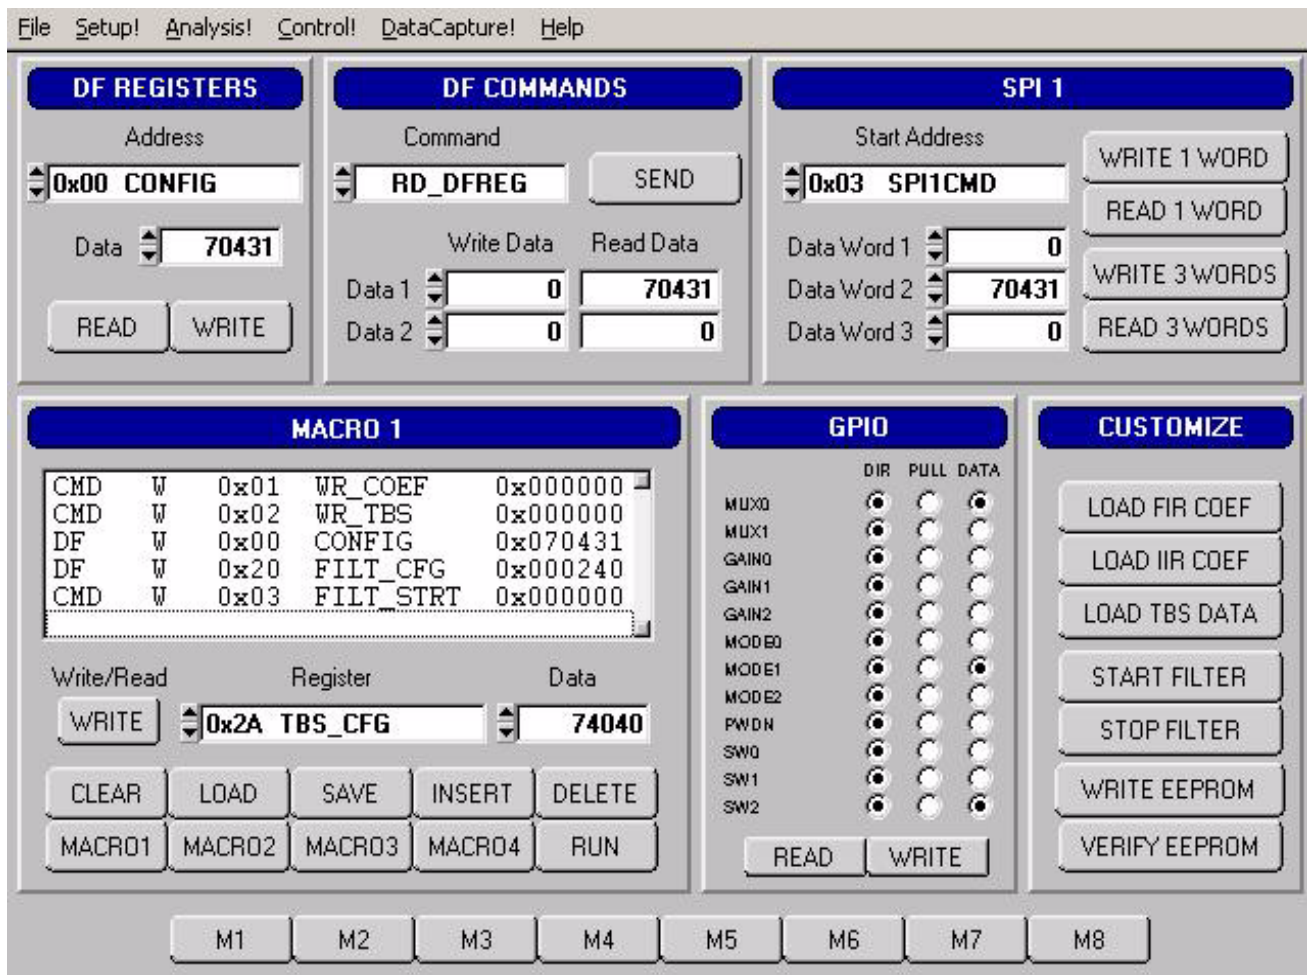 File Setup! Analysis! Control! DataCapture! Help
DF REGISTERS
Address
0x00 CONFIG
Data 70431
READ WRITE
DF COMMANDS
Command
RD_DFREG SEND
Write Data Read Data
Data 1 0 70431
Data 2 0 0
SPI 1
Start Address
0x03 SPI1CMD
Data Word 1 0
Data Word 2 70431
Data Word 3 0
WRITE 1 WORD
READ 1 WORD
WRITE 3 WORDS
READ 3 WORDS
MACRO 1
CMD W 0x01 WR_COEF 0x000000
CMD W 0x02 WR_TBS 0x000000
DF W 0x00 CONFIG 0x070431
DF W 0x20 FILT_CFG 0x000240
CMD W 0x03 FILT_STRT 0x000000
Write/Read Register Data
WRITE 0x2A TBS_CFG 74040
CLEAR LOAD SAVE INSERT DELETE
MACRO1 MACRO2 MACRO3 MACRO4 RUN
GPIO
DIR PULL DATA
MUX0
MUX1
GAIN0
GAIN1
GAIN2
MODE0
MODE1
MODE2
PWDN
SW0
SW1
SW2
READ WRITE
CUSTOMIZE
LOAD FIR COEF
LOAD IIR COEF
LOAD TBS DATA
START FILTER
STOP FILTER
WRITE EEPROM
VERIFY EEPROM
M1 M2 M3 M4 M5 M6 M7 M8